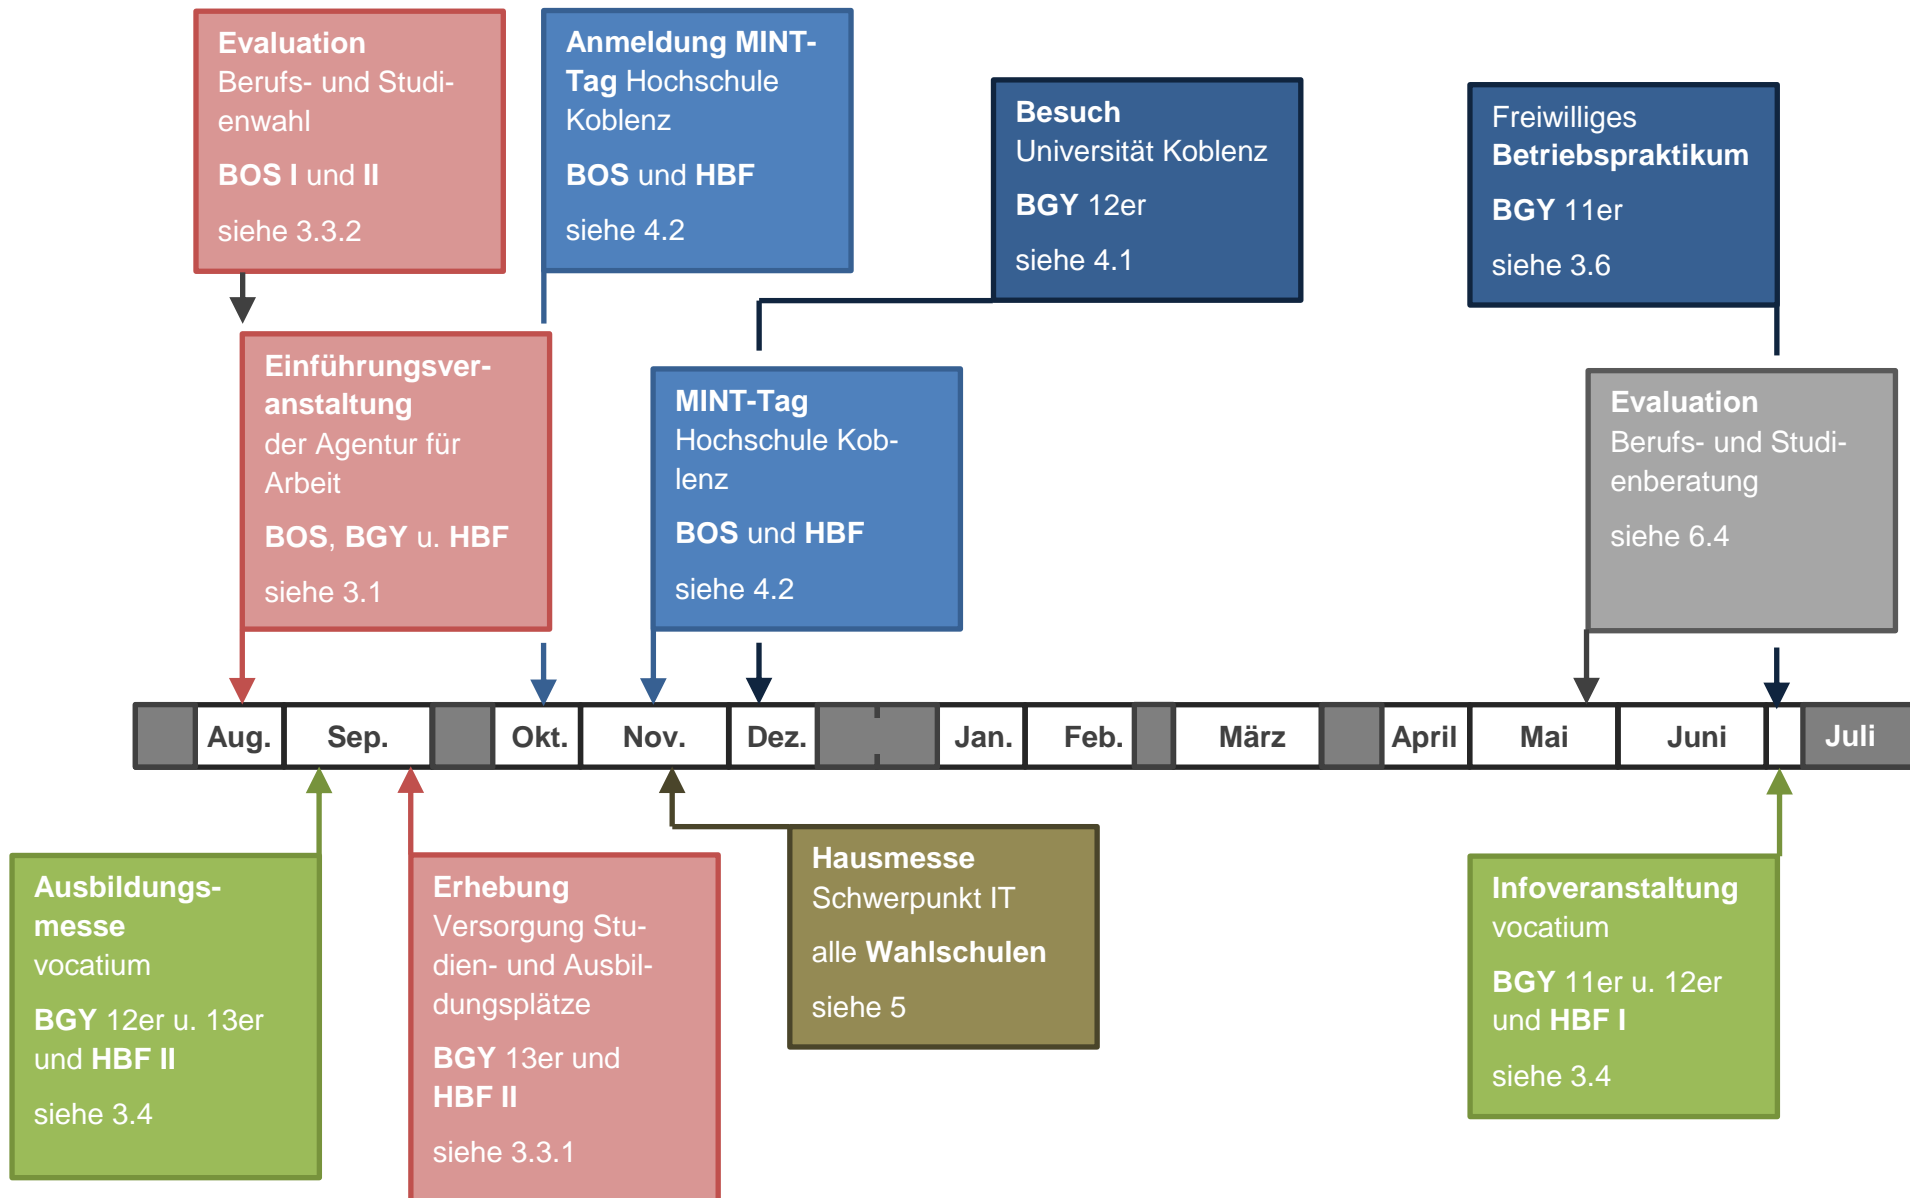 Evaluation
Berufs- und Studi-
enwahl
BOS I und II
siehe 3.3.2
Anmeldung MINT-
Tag Hochschule
Koblenz
BOS und HBF
siehe 4.2
Besuch
Universität Koblenz
BGY 12er
siehe 4.1
Freiwilliges
Betriebspraktikum
BGY 11er
siehe 3.6
Einführungsver-
anstaltung
der Agentur für
Arbeit
BOS, BGY u. HBF
siehe 3.1
MINT-Tag
Hochschule Kob-
lenz
BOS und HBF
siehe 4.2
Evaluation
Berufs- und Studi-
enberatung
siehe 6.4
Aug. Sep. Okt. Nov. Dez. Jan. Feb. März April Mai Juni Juli
Ausbildungs-
messe
vocatium
BGY 12er u. 13er
und HBF II
siehe 3.4
Erhebung
Versorgung Stu-
dien- und Ausbil-
dungsplätze
BGY 13er und
HBF II
siehe 3.3.1
Hausmesse
Schwerpunkt IT
alle Wahlschulen
siehe 5
Infoveranstaltung
vocatium
BGY 11er u. 12er
und HBF I
siehe 3.4